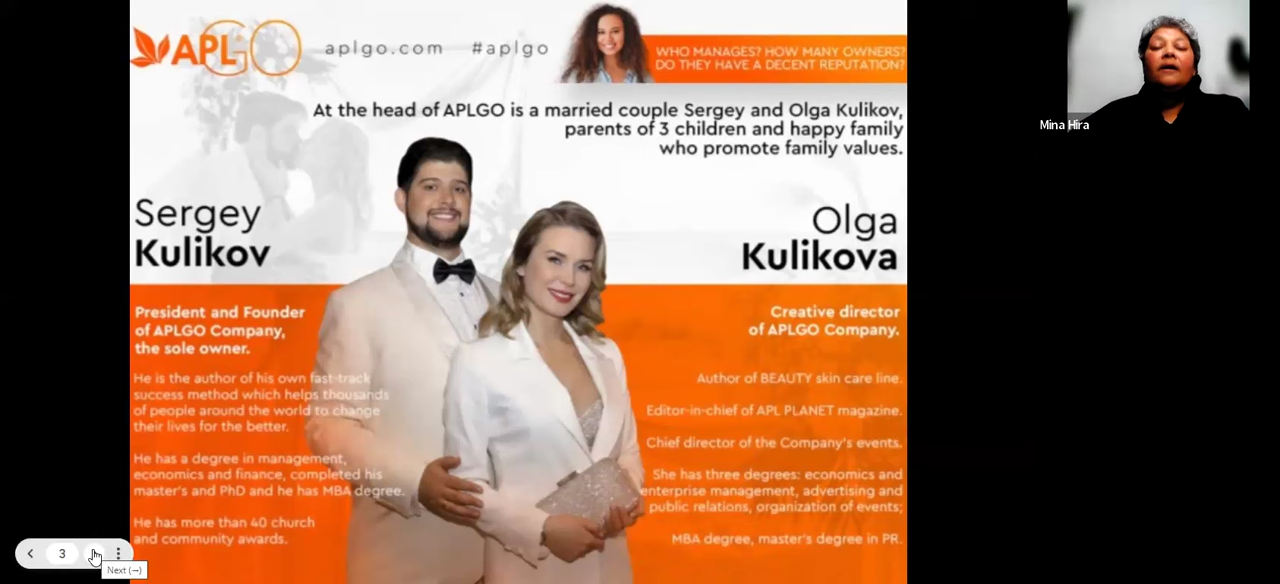 APL GO
aplgo.com #aplgo
WHO MANAGES? HOW MANY OWNERS?
DO THEY HAVE A DECENT REPUTATION?
Mina Hira
At the head of APLGO is a married couple Sergey and Olga Kulikov,
parents of 3 children and happy family
who promote family values.
Sergey
Kulikov
Olga
Kulikova
President and Founder
of APLGO Company,
the sole owner.
He is the author of his own fast-track
success method which helps thousands
of people around the world to change
their lives for the better.
He has a degree in management,
economics and finance, completed his
master's and PhD and he has MBA degree.
He has more than 40 church
and community awards.
Creative director
of APLGO Company.
Author of BEAUTY skin care line.
Editor-in-chief of APL PLANET magazine.
Chief director of the Company's events.
She has three degrees: economics and
enterprise management, advertising and
public relations, organization of events;
MBA degree, master's degree in PR.
3
Next (→)